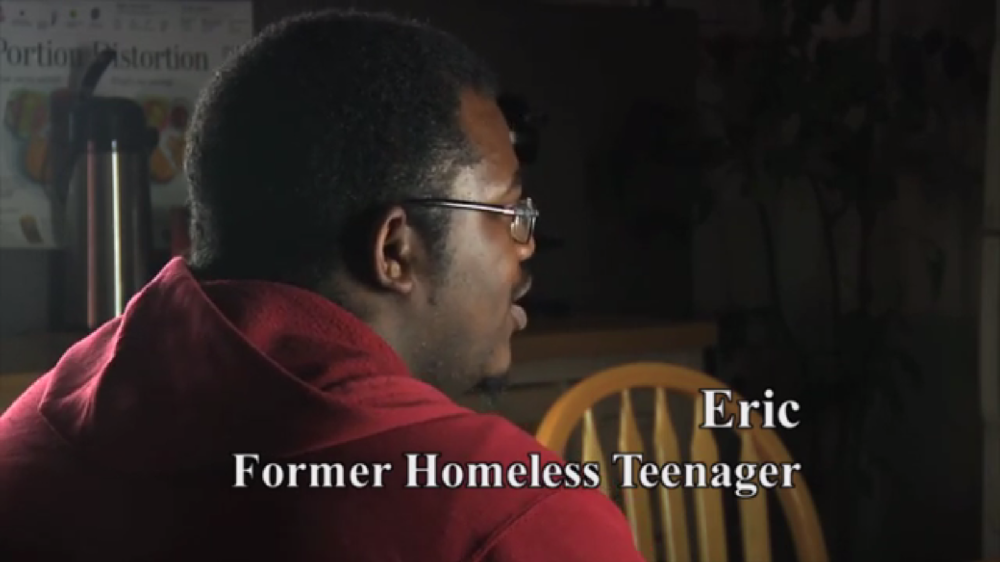 Portion Distortion
Eric
Former Homeless Teenager